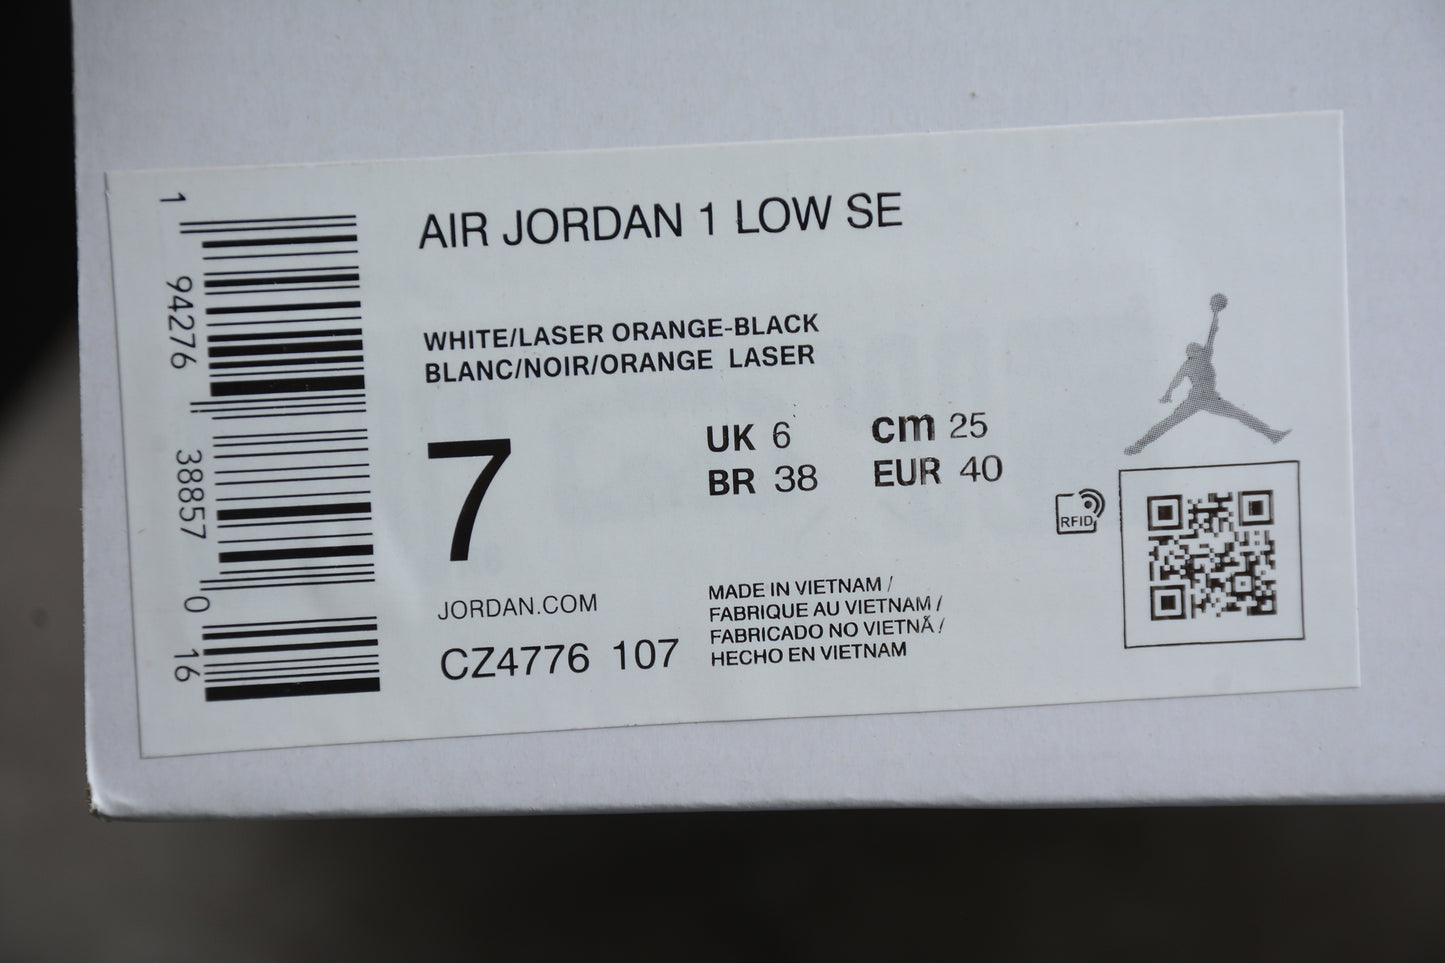 AIR JORDAN 1 LOW SE
WHITE/LASER ORANGE-BLACK
BLANC/NOIR/ORANGE LASER
7
UK 6 cm 25
BR 38 EUR 40
RFID
JORDAN.COM
CZ4776 107
MADE IN VIETNAM /
FABRIQUE AU VIETNAM /
FABRICADO NO VIETNÃ /
HECHO EN VIETNAM
1 94276 38857 0 16